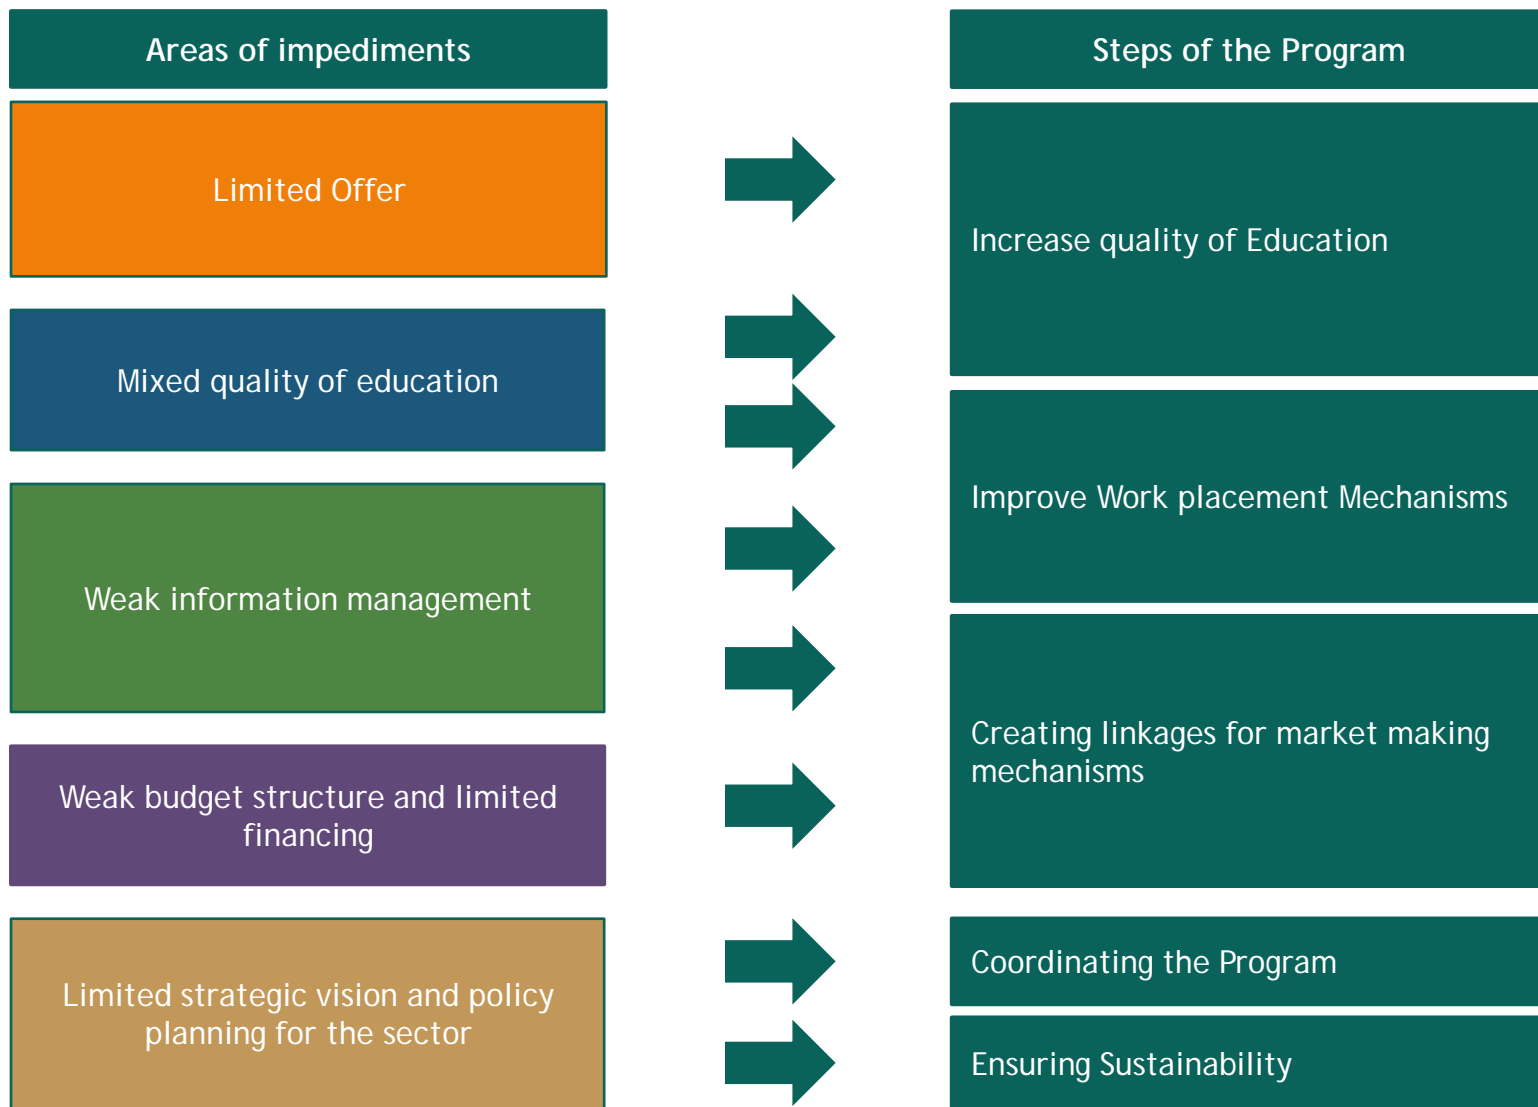 Areas of impediments
Steps of the Program
Limited Offer
Increase quality of Education
Mixed quality of education
Improve Work placement Mechanisms
Weak information management
Creating linkages for market making
mechanisms
Weak budget structure and limited
financing
Limited strategic vision and policy
planning for the sector
Coordinating the Program
Ensuring Sustainability